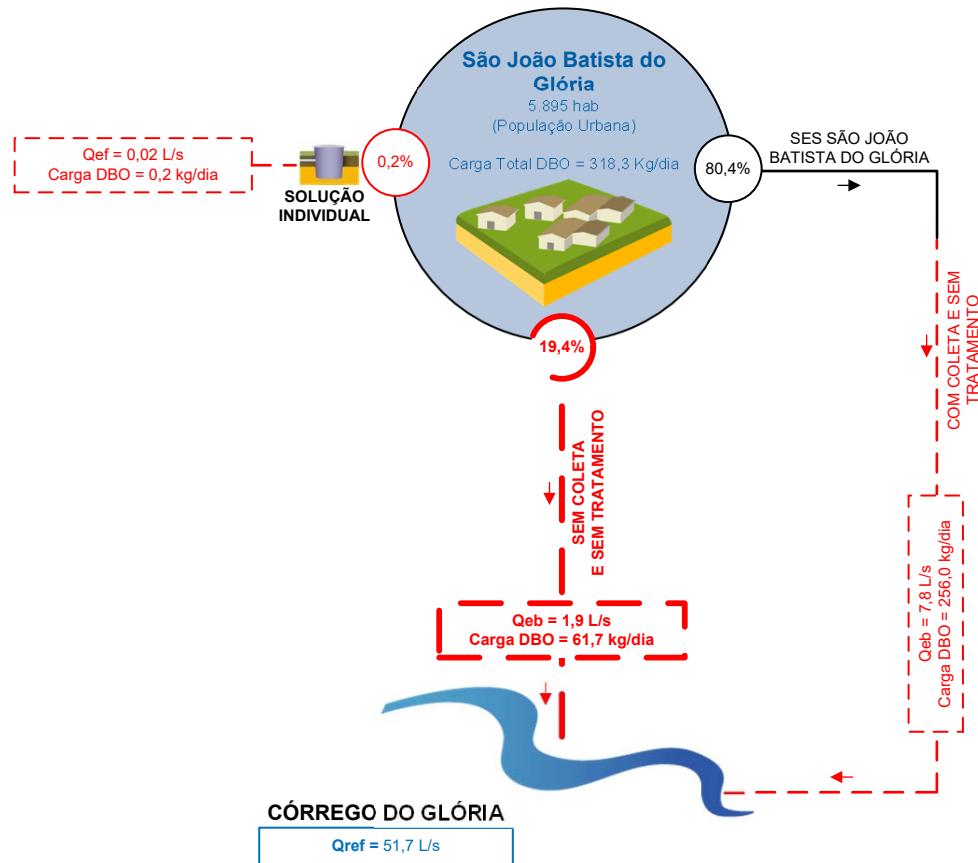 São João Batista do
Glória
5.895 hab
(População Urbana)
Carga Total DBO = 318,3 Kg/dia
Qef = 0,02 L/s
Carga DBO = 0,2 kg/dia
SOLUÇÃO
INDIVIDUAL
0,2%
80,4%
SES SÃO JOÃO
BATISTA DO GLÓRIA
19,4%
COM COLETA E SEM
TRATAMENTO
SEM COLETA
E SEM TRATAMENTO
Qeb = 1,9 L/s
Carga DBO = 61,7 kg/dia
Qeb = 7,8 L/s
Carga DBO = 256,0 kg/dia
CÓRREGO DO GLÓRIA
Qref = 51,7 L/s